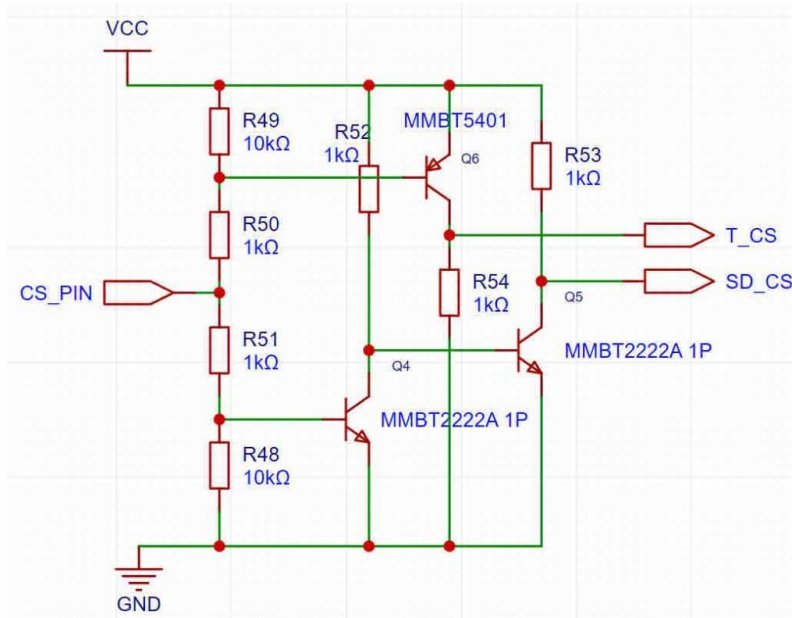 VCC
R49
10kΩ
R52
1kΩ
MMBT5401
Q6
R53
1kΩ
R50
1kΩ
T_CS
CS_PIN
R54
1kΩ
SD_CS
Q5
R51
1kΩ
Q4
MMBT2222A 1P
MMBT2222A 1P
R48
10kΩ
GND